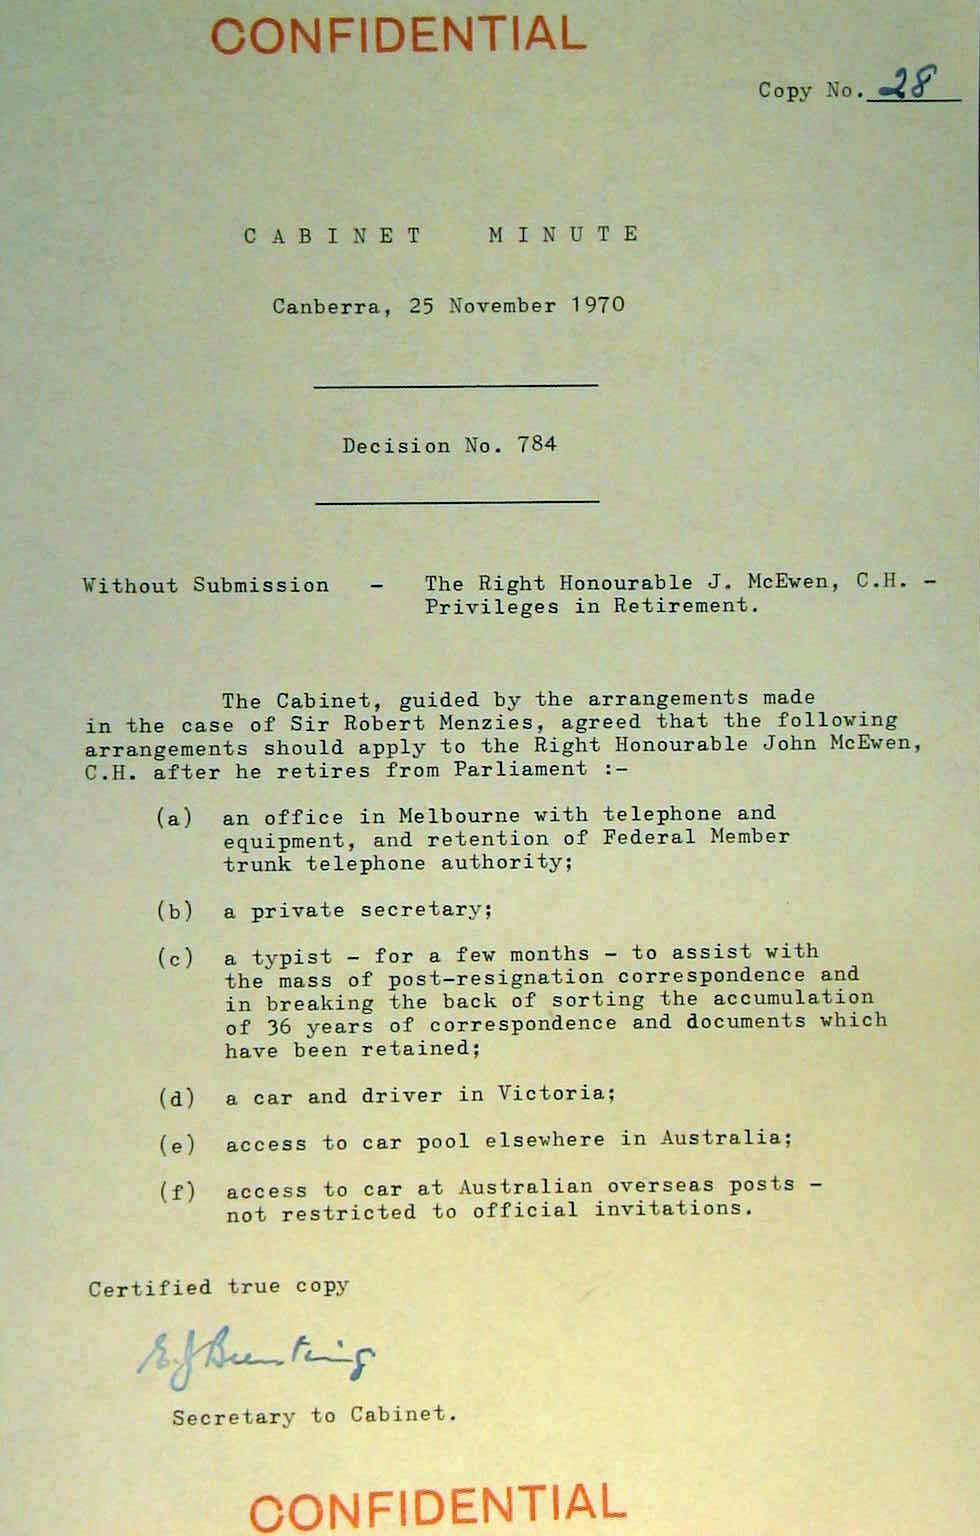 CONFIDENTIAL
Copy No. 28
CABINET MINUTE
Canberra, 25 November 1970
Decision No. 784
Without Submission - The Right Honourable J. McEwen, C.H. -
Privileges in Retirement.
The Cabinet, guided by the arrangements made
in the case of Sir Robert Menzies, agreed that the following
arrangements should apply to the Right Honourable John McEwen,
C.H. after he retires from Parliament :-
(a) an office in Melbourne with telephone and
equipment, and retention of Federal Member
trunk telephone authority;
(b) a private secretary;
(c) a typist - for a few months - to assist with
the mass of post-resignation correspondence and
in breaking the back of sorting the accumulation
of 36 years of correspondence and documents which
have been retained;
(d) a car and driver in Victoria;
(e) access to car pool elsewhere in Australia;
(f) access to car at Australian overseas posts -
not restricted to official invitations.
Certified true copy
E.J. Bunting
Secretary to Cabinet.
CONFIDENTIAL